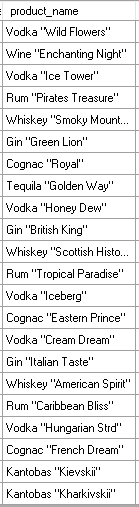 product_name
Vodka "Wild Flowers"
Wine "Enchanting Night"
Vodka "Ice Tower"
Rum "Pirates Treasure"
Whiskey "Smoky Mount...
Gin "Green Lion"
Cognac "Royal"
Tequila "Golden Way"
Vodka "Honey Dew"
Gin "British King"
Whiskey "Scottish Histo...
Rum "Tropical Paradise"
Vodka "Iceberg"
Cognac "Eastern Prince"
Vodka "Cream Dream"
Gin "Italian Taste"
Whiskey "American Spirit"
Rum "Caribbean Bliss"
Vodka "Hungarian Strd"
Cognac "French Dream"
Kantobas "Kievskii"
Kantobas "Kharkivskii"